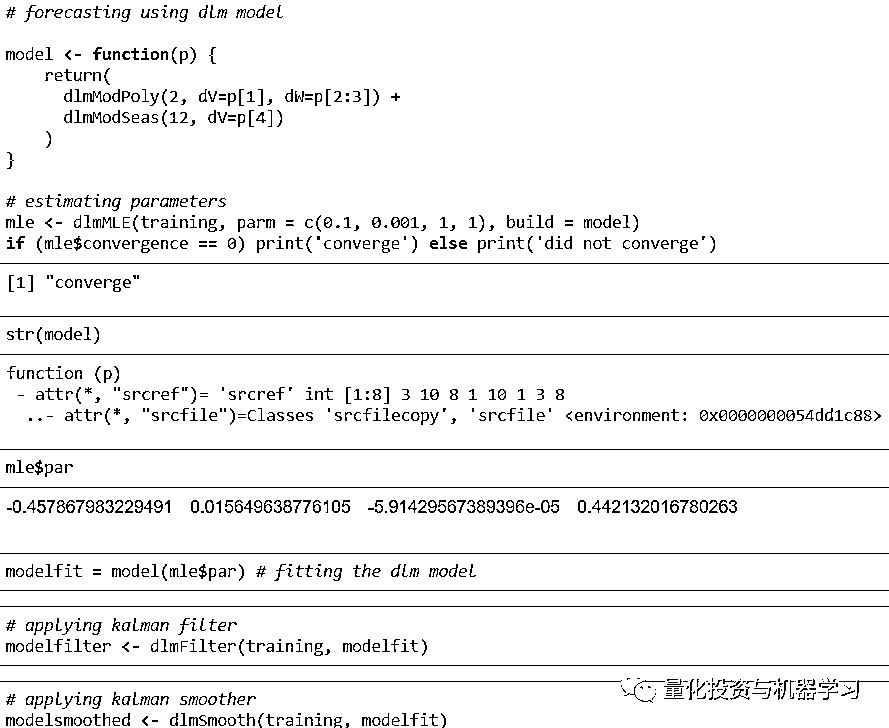 # forecasting using dlm model
model <- function(p) {
    return(
      dlmModPoly(2, dV=p[1], dW=p[2:3]) +
      dlmModSeas(12, dV=p[4])
    )
}
# estimating parameters
mle <- dlmMLE(training, parm = c(0.1, 0.001, 1, 1), build = model)
if (mle$convergence == 0) print('converge') else print('did not converge')
[1] "converge"
str(model)
function (p)
 - attr(*, "srcref")= 'srcref' int [1:8] 3 10 8 1 10 1 3 8
  ..- attr(*, "srcfile")=Classes 'srcfilecopy', 'srcfile' <environment: 0x0000000054dd1c88>
mle$par
-0.457867983229491 0.015649638776105 -5.91429567389396e-05 0.442132016780263
modelfit = model(mle$par) # fitting the dlm model
# applying kalman filter
modelfilter <- dlmFilter(training, modelfit)
# applying kalman smoother
量化投资与机器学习
modelsmoothed <- dlmSmooth(training, modelfit)